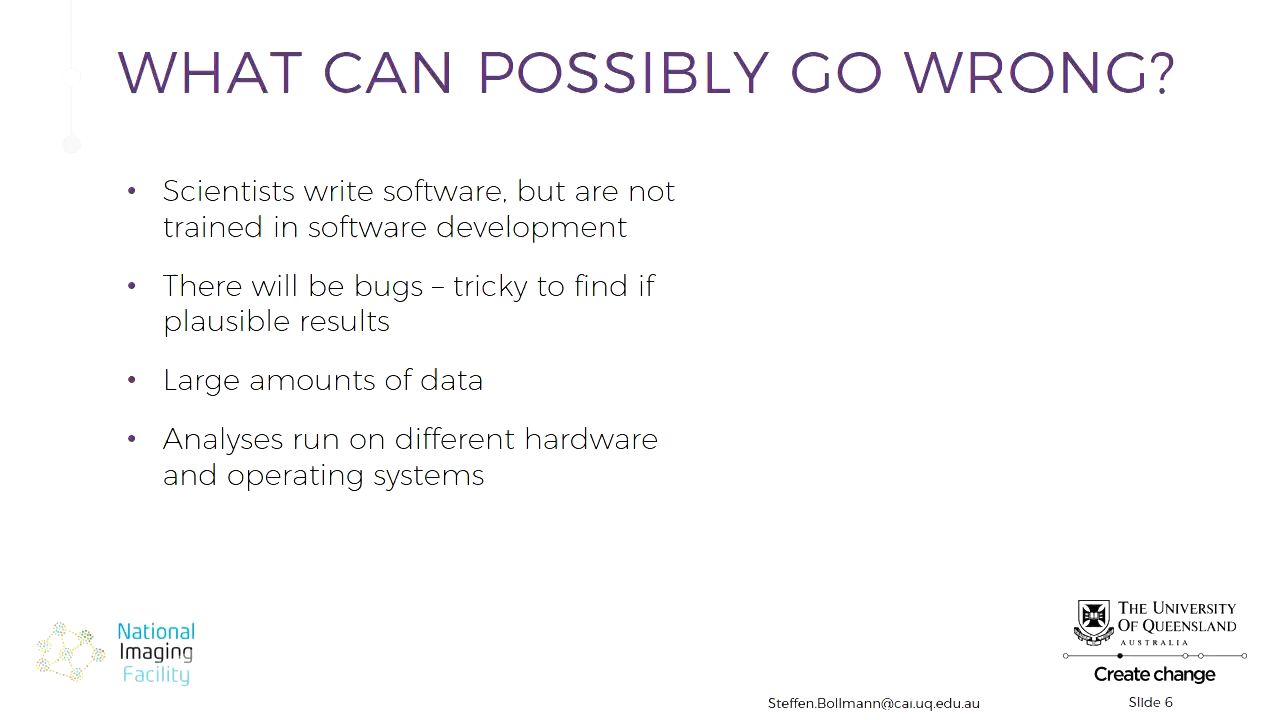 WHAT CAN POSSIBLY GO WRONG?
• Scientists write software, but are not
trained in software development
• There will be bugs – tricky to find if
plausible results
• Large amounts of data
• Analyses run on different hardware
and operating systems
National
Imaging
Facility
THE UNIVERSITY
OF QUEENSLAND
AUSTRALIA
Create change
Steffen.Bollmann@cai.uq.edu.au
Slide 6